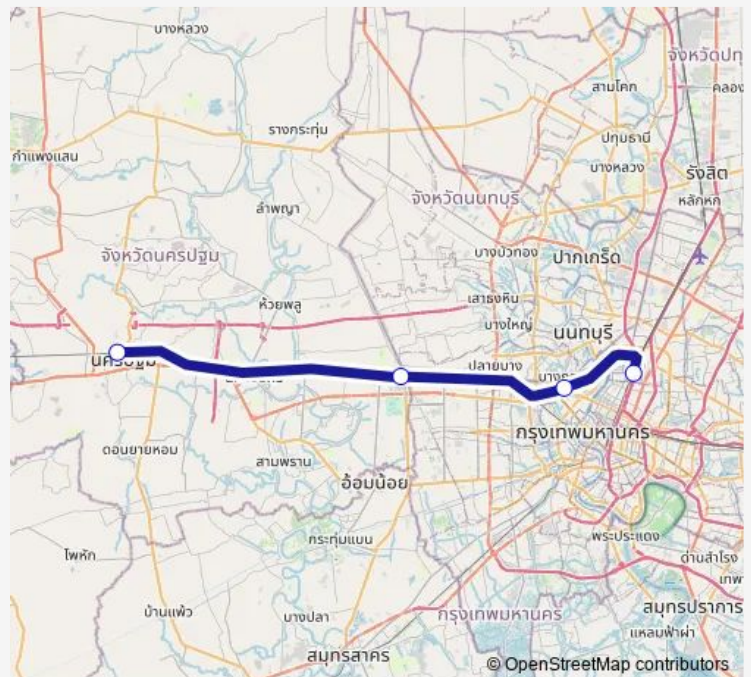 บางหลวง
จังหวัดปทุ
สามโคก
คลอง
รางกระทุ่ม
ปทุมธานี
กำแพงแสน
บางหลวง
รังสิต
หลักหก
จังหวัดนนทบุรี
ลำพญา
บางบัวทอง
ปากเกร็ด
จังหวัดนครปฐม
เสาธงหิน
ห้วยพลู
บางใหญ่
นนทบุรี
นครปฐม
ปลายบาง
กรุงเทพมหานคร
ดอนยายหอม
สามพราน
อ้อมน้อย
กระทุ่มแบน
พระประแดง
โพหัก
ด่านสำโรง
เทพา
บ้านแพ้ว
บางปลา
กรุงเทพมหานคร
สมุทรปราการ
แหลมฟ้าผ่า
สมุทรสาคร
© OpenStreetMap contributors